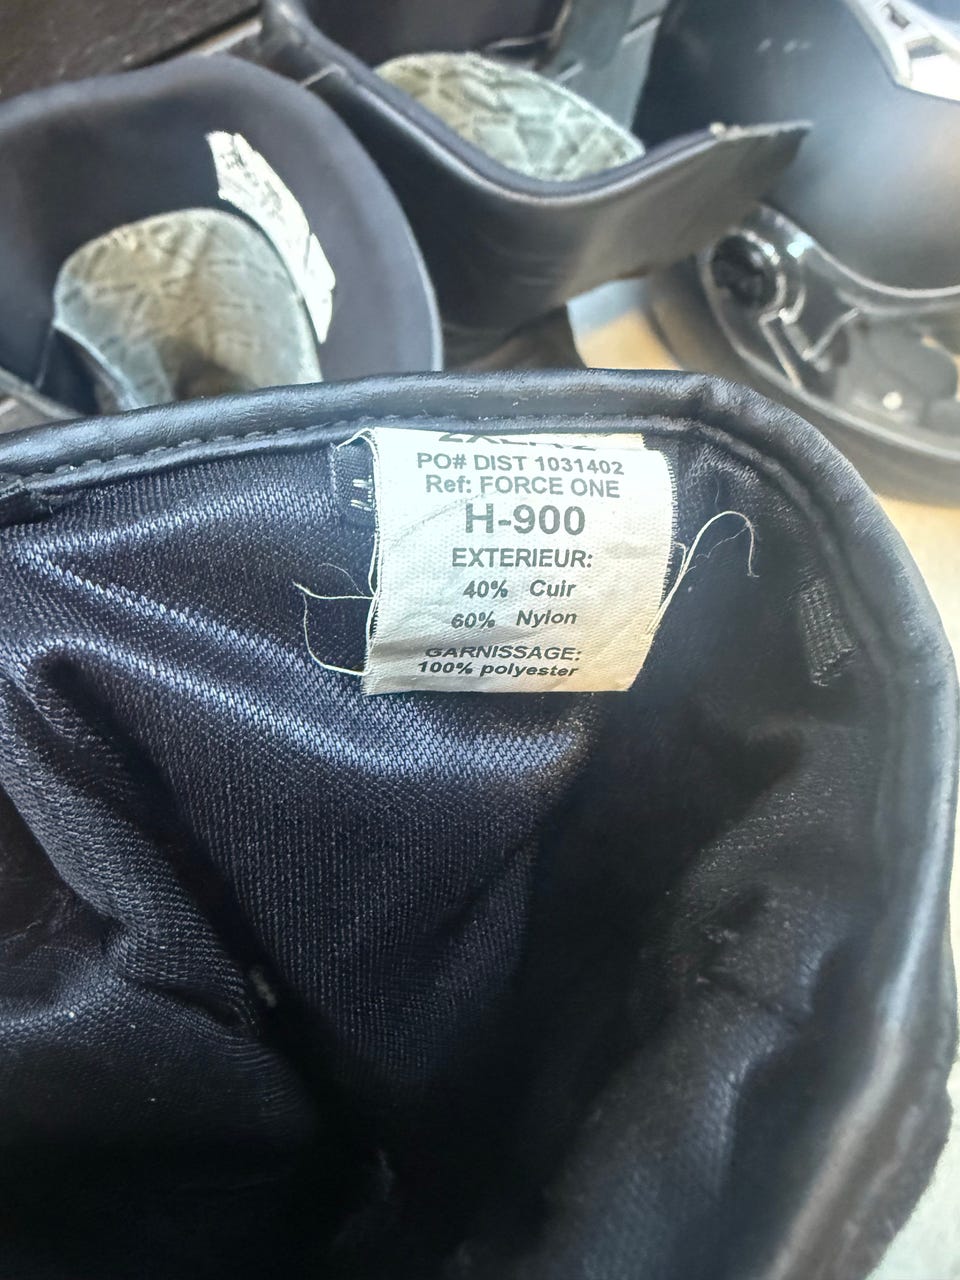 PO# DIST 1031402
Ref: FORCE ONE
H-900
EXTERIEUR:
40% Cuir
60% Nylon
GARNISSAGE:
100% polyester